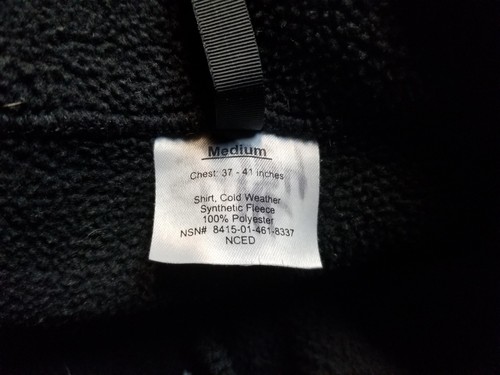 Medium
Chest: 37 - 41 inches
Shirt, Cold Weather
Synthetic Fleece
100% Polyester
NSN# 8415-01-461-8337
NCED